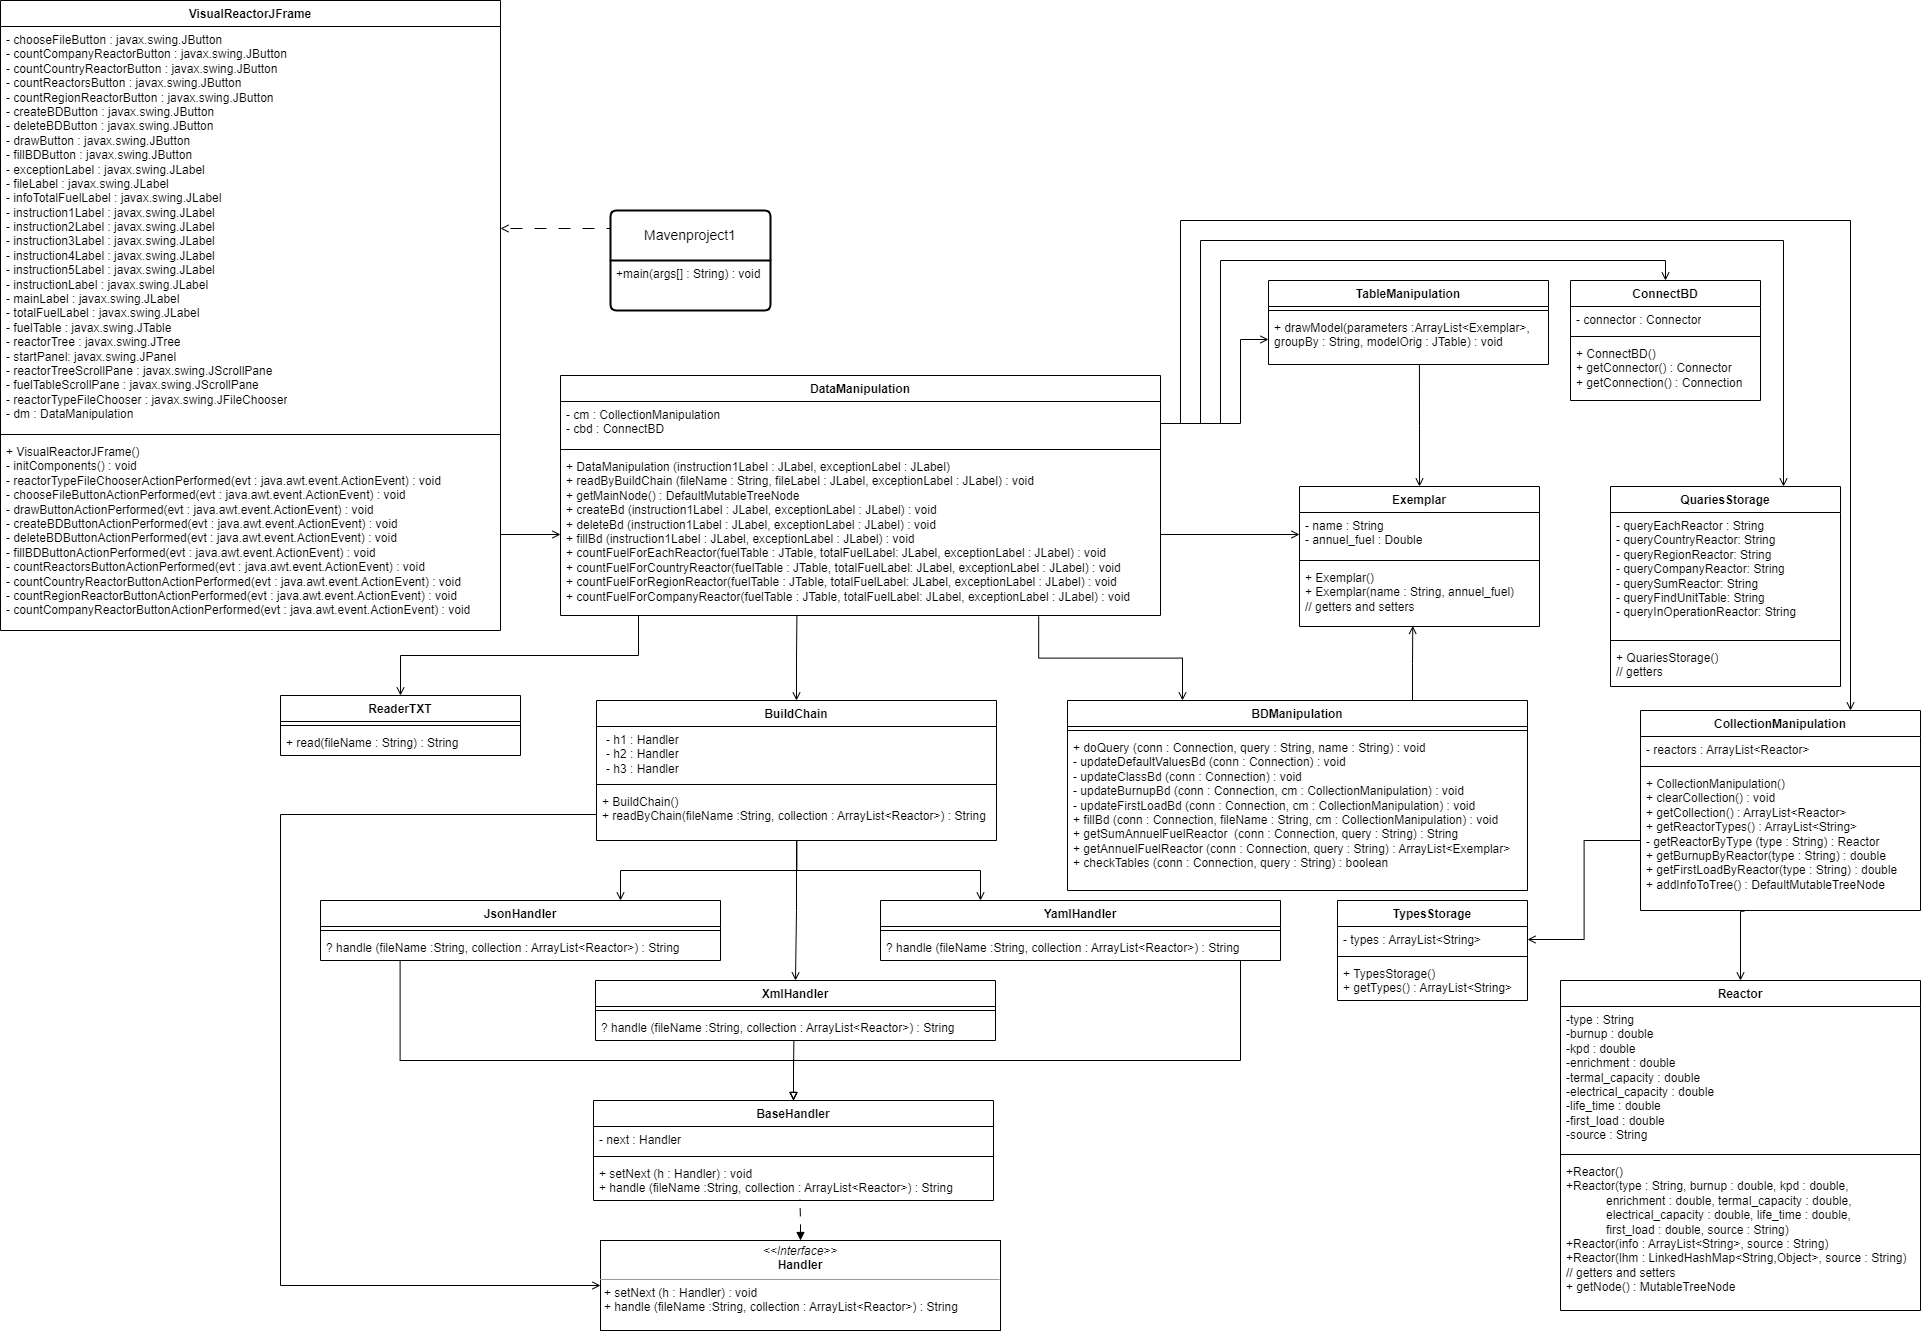 VisualReactorJFrame
- chooseFileButton : javax.swing.JButton
- countCompanyReactorButton : javax.swing.JButton
- countCountryReactorButton : javax.swing.JButton
- countReactorsButton : javax.swing.JButton
- countRegionReactorButton : javax.swing.JButton
- createBDButton : javax.swing.JButton
- deleteBDButton : javax.swing.JButton
- drawButton : javax.swing.JButton
- fillBDButton : javax.swing.JButton
- exceptionLabel : javax.swing.JLabel
- fileLabel : javax.swing.JLabel
- infoTotalFuelLabel : javax.swing.JLabel
- instruction1Label : javax.swing.JLabel
- instruction2Label : javax.swing.JLabel
- instruction3Label : javax.swing.JLabel
- instruction4Label : javax.swing.JLabel
- instruction5Label : javax.swing.JLabel
- instructionLabel : javax.swing.JLabel
- mainLabel : javax.swing.JLabel
- totalFuelLabel : javax.swing.JLabel
- fuelTable : javax.swing.JTable
- reactorTree : javax.swing.JTree
- startPanel: javax.swing.JPanel
- reactorTreeScrollPane : javax.swing.JScrollPane
- fuelTableScrollPane : javax.swing.JScrollPane
- reactorTypeFileChooser : javax.swing.JFileChooser
- dm : DataManipulation
+ VisualReactorJFrame()
- initComponents() : void
- reactorTypeFileChooserActionPerformed(evt : java.awt.event.ActionEvent) : void
- chooseFileButtonActionPerformed(evt : java.awt.event.ActionEvent) : void
- drawButtonActionPerformed(evt : java.awt.event.ActionEvent) : void
- createBDButtonActionPerformed(evt : java.awt.event.ActionEvent) : void
- deleteBDButtonActionPerformed(evt : java.awt.event.ActionEvent) : void
- fillBDButtonActionPerformed(evt : java.awt.event.ActionEvent) : void
- countReactorsButtonActionPerformed(evt : java.awt.event.ActionEvent) : void
- countCountryReactorButtonActionPerformed(evt : java.awt.event.ActionEvent) : void
- countRegionReactorButtonActionPerformed(evt : java.awt.event.ActionEvent) : void
- countCompanyReactorButtonActionPerformed(evt : java.awt.event.ActionEvent) : void
Mavenproject1
+main(args[] : String) : void
DataManipulation
- cm : CollectionManipulation
- cbd : ConnectBD
+ DataManipulation (instruction1Label : JLabel, exceptionLabel : JLabel)
+ readByBuildChain (fileName : String, fileLabel : JLabel, exceptionLabel : JLabel) : void
+ getMainNode() : DefaultMutableTreeNode
+ createBd (instruction1Label : JLabel, exceptionLabel : JLabel) : void
+ deleteBd (instruction1Label : JLabel, exceptionLabel : JLabel) : void
+ fillBd (instruction1Label : JLabel, exceptionLabel : JLabel) : void
+ countFuelForEachReactor(fuelTable : JTable, totalFuelLabel: JLabel, exceptionLabel : JLabel) : void
+ countFuelForCountryReactor(fuelTable : JTable, totalFuelLabel: JLabel, exceptionLabel : JLabel) : void
+ countFuelForRegionReactor(fuelTable : JTable, totalFuelLabel: JLabel, exceptionLabel : JLabel) : void
+ countFuelForCompanyReactor(fuelTable : JTable, totalFuelLabel: JLabel, exceptionLabel : JLabel) : void
TableManipulation
+ drawModel(parameters :ArrayList<Exemplar>,
groupBy : String, modelOrig : JTable) : void
ConnectBD
- connector : Connector
+ ConnectBD()
+ getConnector() : Connector
+ getConnection() : Connection
Exemplar
- name : String
- annuel_fuel : Double
+ Exemplar()
+ Exemplar(name : String, annuel_fuel)
// getters and setters
QuariesStorage
- queryEachReactor : String
- queryCountryReactor: String
- queryRegionReactor: String
- queryCompanyReactor: String
- querySumReactor: String
- queryFindUnitTable: String
- queryInOperationReactor: String
+ QuariesStorage()
// getters
ReaderTXT
+ read(fileName : String) : String
BuildChain
- h1 : Handler
- h2 : Handler
- h3 : Handler
+ BuildChain()
+ readByChain(fileName :String, collection : ArrayList<Reactor>) : String
BDManipulation
+ doQuery (conn : Connection, query : String, name : String) : void
- updateDefaultValuesBd (conn : Connection) : void
- updateClassBd (conn : Connection) : void
- updateBurnupBd (conn : Connection, cm : CollectionManipulation) : void
- updateFirstLoadBd (conn : Connection, cm : CollectionManipulation) : void
+ fillBd (conn : Connection, fileName : String, cm : CollectionManipulation) : void
+ getSumAnnuelFuelReactor (conn : Connection, query : String) : String
+ getAnnuelFuelReactor (conn : Connection, query : String) : ArrayList<Exemplar>
+ checkTables (conn : Connection, query : String) : boolean
CollectionManipulation
- reactors : ArrayList<Reactor>
+ CollectionManipulation()
+ clearCollection() : void
+ getCollection() : ArrayList<Reactor>
+ getReactorTypes() : ArrayList<String>
- getReactorByType (type : String) : Reactor
+ getBurnupByReactor(type : String) : double
+ getFirstLoadByReactor(type : String) : double
+ addInfoToTree() : DefaultMutableTreeNode
JsonHandler
? handle (fileName :String, collection : ArrayList<Reactor>) : String
YamlHandler
? handle (fileName :String, collection : ArrayList<Reactor>) : String
TypesStorage
- types : ArrayList<String>
+ TypesStorage()
+ getTypes() : ArrayList<String>
XmlHandler
? handle (fileName :String, collection : ArrayList<Reactor>) : String
Reactor
-type : String
-burnup : double
-kpd : double
-enrichment : double
-termal_capacity : double
-electrical_capacity : double
-life_time : double
-first_load : double
-source : String
+Reactor()
+Reactor(type : String, burnup : double, kpd : double,
enrichment : double, termal_capacity : double,
electrical_capacity : double, life_time : double,
first_load : double, source : String)
+Reactor(info : ArrayList<String>, source : String)
+Reactor(lhm : LinkedHashMap<String,Object>, source : String)
// getters and setters
+ getNode() : MutableTreeNode
BaseHandler
- next : Handler
+ setNext (h : Handler) : void
+ handle (fileName :String, collection : ArrayList<Reactor>) : String
<<Interface>>
Handler
+ setNext (h : Handler) : void
+ handle (fileName :String, collection : ArrayList<Reactor>) : String